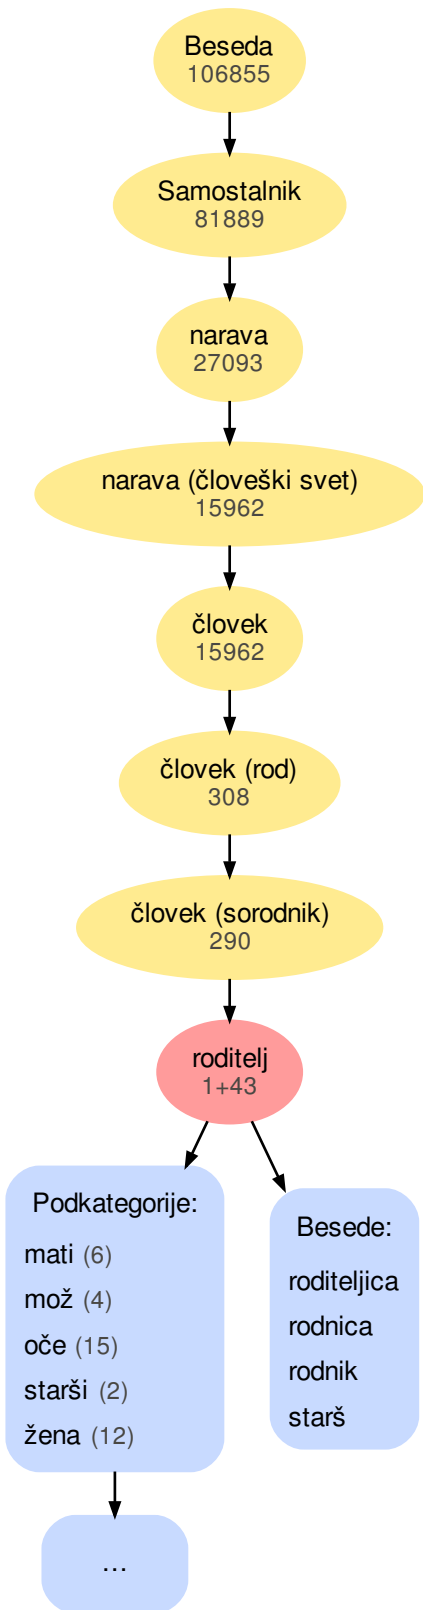 Beseda
106855
Samostalnik
81889
narava
27093
narava (človeški svet)
15962
človek
15962
človek (rod)
308
človek (sorodnik)
290
roditelj
1+43
Podkategorije:
mati (6)
mož (4)
oče (15)
starši (2)
žena (12)
Besede:
roditeljica
rodnica
rodnik
starš
...